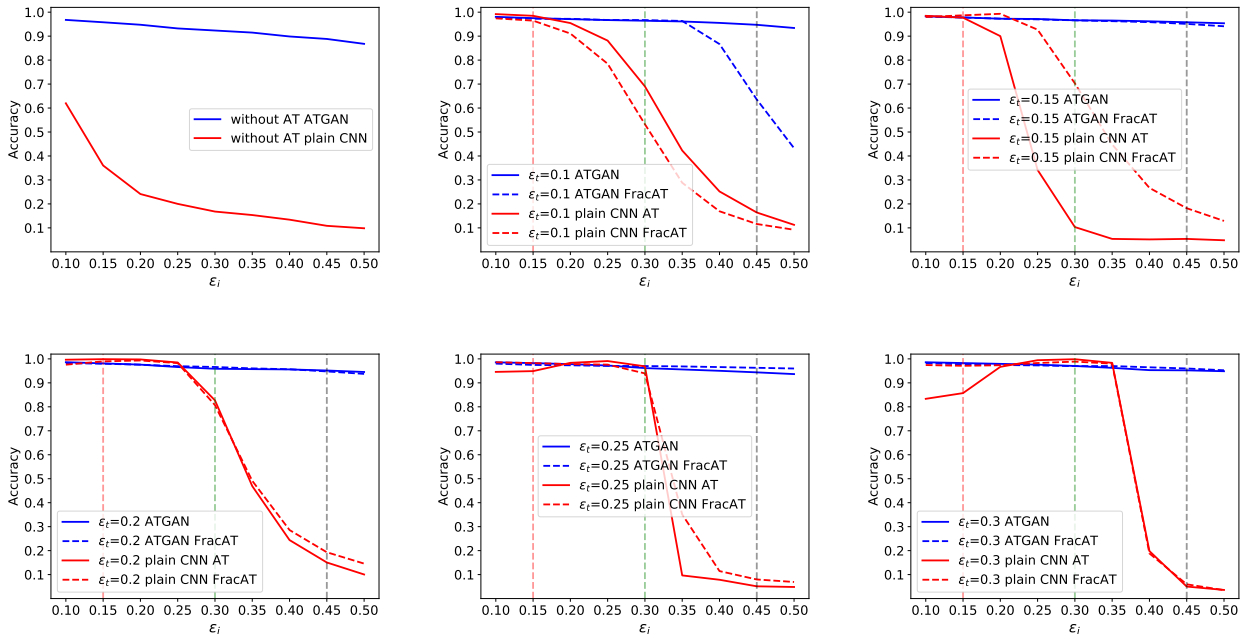 1.0
0.9
0.8
0.7
0.6
0.5
0.4
0.3
0.2
0.1
Accuracy
without AT ATGAN
without AT plain CNN
0.10 0.15 0.20 0.25 0.30 0.35 0.40 0.45 0.50
εi
1.0
0.9
0.8
0.7
0.6
0.5
0.4
0.3
0.2
0.1
Accuracy
εt=0.1 ATGAN
εt=0.1 ATGAN FracAT
εt=0.1 plain CNN AT
εt=0.1 plain CNN FracAT
0.10 0.15 0.20 0.25 0.30 0.35 0.40 0.45 0.50
εi
1.0
0.9
0.8
0.7
0.6
0.5
0.4
0.3
0.2
0.1
Accuracy
εt=0.15 ATGAN
εt=0.15 ATGAN FracAT
εt=0.15 plain CNN AT
εt=0.15 plain CNN FracAT
0.10 0.15 0.20 0.25 0.30 0.35 0.40 0.45 0.50
εi
1.0
0.9
0.8
0.7
0.6
0.5
0.4
0.3
0.2
0.1
Accuracy
εt=0.2 ATGAN
εt=0.2 ATGAN FracAT
εt=0.2 plain CNN AT
εt=0.2 plain CNN FracAT
0.10 0.15 0.20 0.25 0.30 0.35 0.40 0.45 0.50
εi
1.0
0.9
0.8
0.7
0.6
0.5
0.4
0.3
0.2
0.1
Accuracy
εt=0.25 ATGAN
εt=0.25 ATGAN FracAT
εt=0.25 plain CNN AT
εt=0.25 plain CNN FracAT
0.10 0.15 0.20 0.25 0.30 0.35 0.40 0.45 0.50
εi
1.0
0.9
0.8
0.7
0.6
0.5
0.4
0.3
0.2
0.1
Accuracy
εt=0.3 ATGAN
εt=0.3 ATGAN FracAT
εt=0.3 plain CNN AT
εt=0.3 plain CNN FracAT
0.10 0.15 0.20 0.25 0.30 0.35 0.40 0.45 0.50
εi